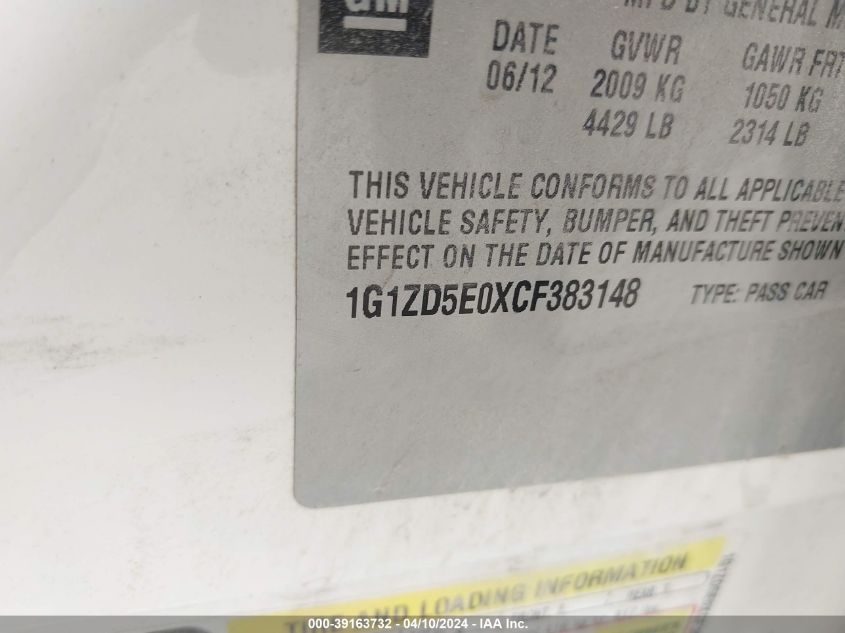 GM
MFD BY GENERAL M
DATE GVWR GAWR FRT
06/12 2009 KG 1050 KG
4429 LB 2314 LB
THIS VEHICLE CONFORMS TO ALL APPLICABLE
VEHICLE SAFETY, BUMPER, AND THEFT PREVEN
EFFECT ON THE DATE OF MANUFACTURE SHOWN
1G1ZD5E0XCF383148 TYPE: PASS CAR
TIRE AND LOADING INFORMATION
000-39163732 - 04/10/2024 - IAA Inc.